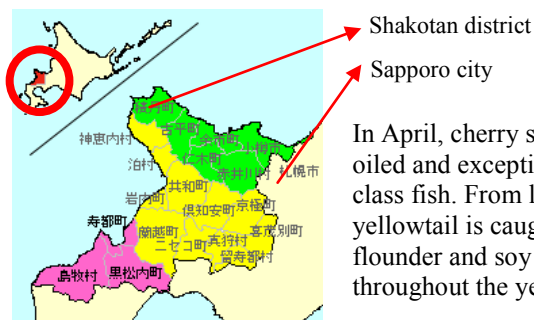 Shakotan district
Sapporo city
積丹町
古平町
余市町
小樽市
神恵内村
仁木町
赤井川村
札幌市
泊村
共和町
岩内町
倶知安町
京極町
寿都町
喜茂別町
蘭越町
ニセコ町
真狩村
留寿都村
島牧村
黒松内町
In April, cherry s
oiled and excepti
class fish. From l
yellowtail is caug
flounder and soy
throughout the ye